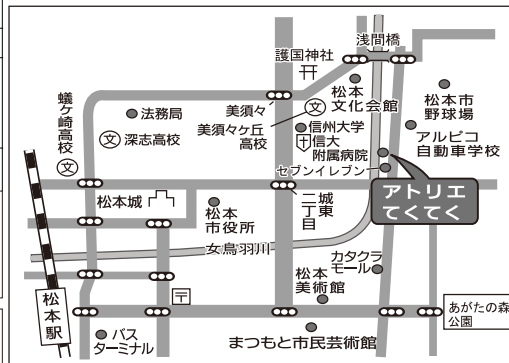 浅間橋
護国神社
松本
文化会館
松本市
野球場
蟻ヶ崎高校
文
法務局
文
深志高校
美須々
美須々ヶ丘
高校
文
信州大学
信大
附属病院
アルピコ
自動車学校
セブンイレブン
アトリエ
てくてく
松本城
松本
市役所
二城
丁東
目
女鳥羽川
カタクラ
モール
松本
美術館
松本駅
〒
バス
ターミナル
まつもと市民芸術館
あがたの森
公園